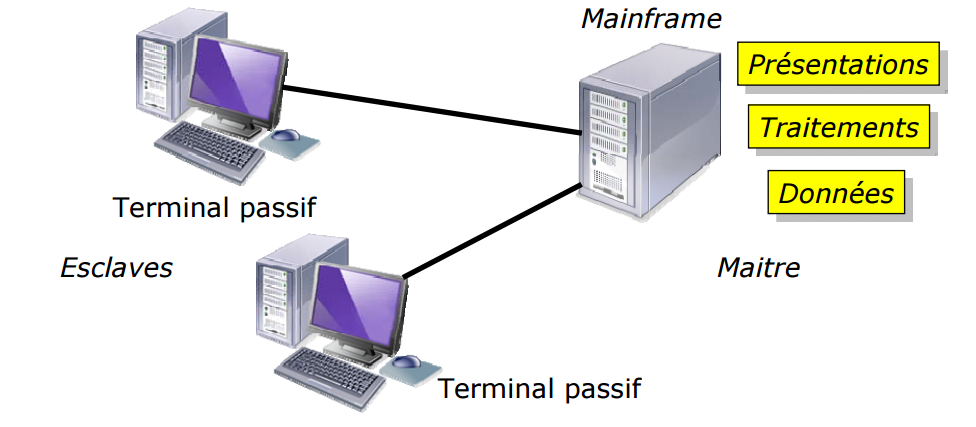 Mainframe
Présentations
Traitements
Données
Terminal passif
Esclaves
Maitre
Terminal passif